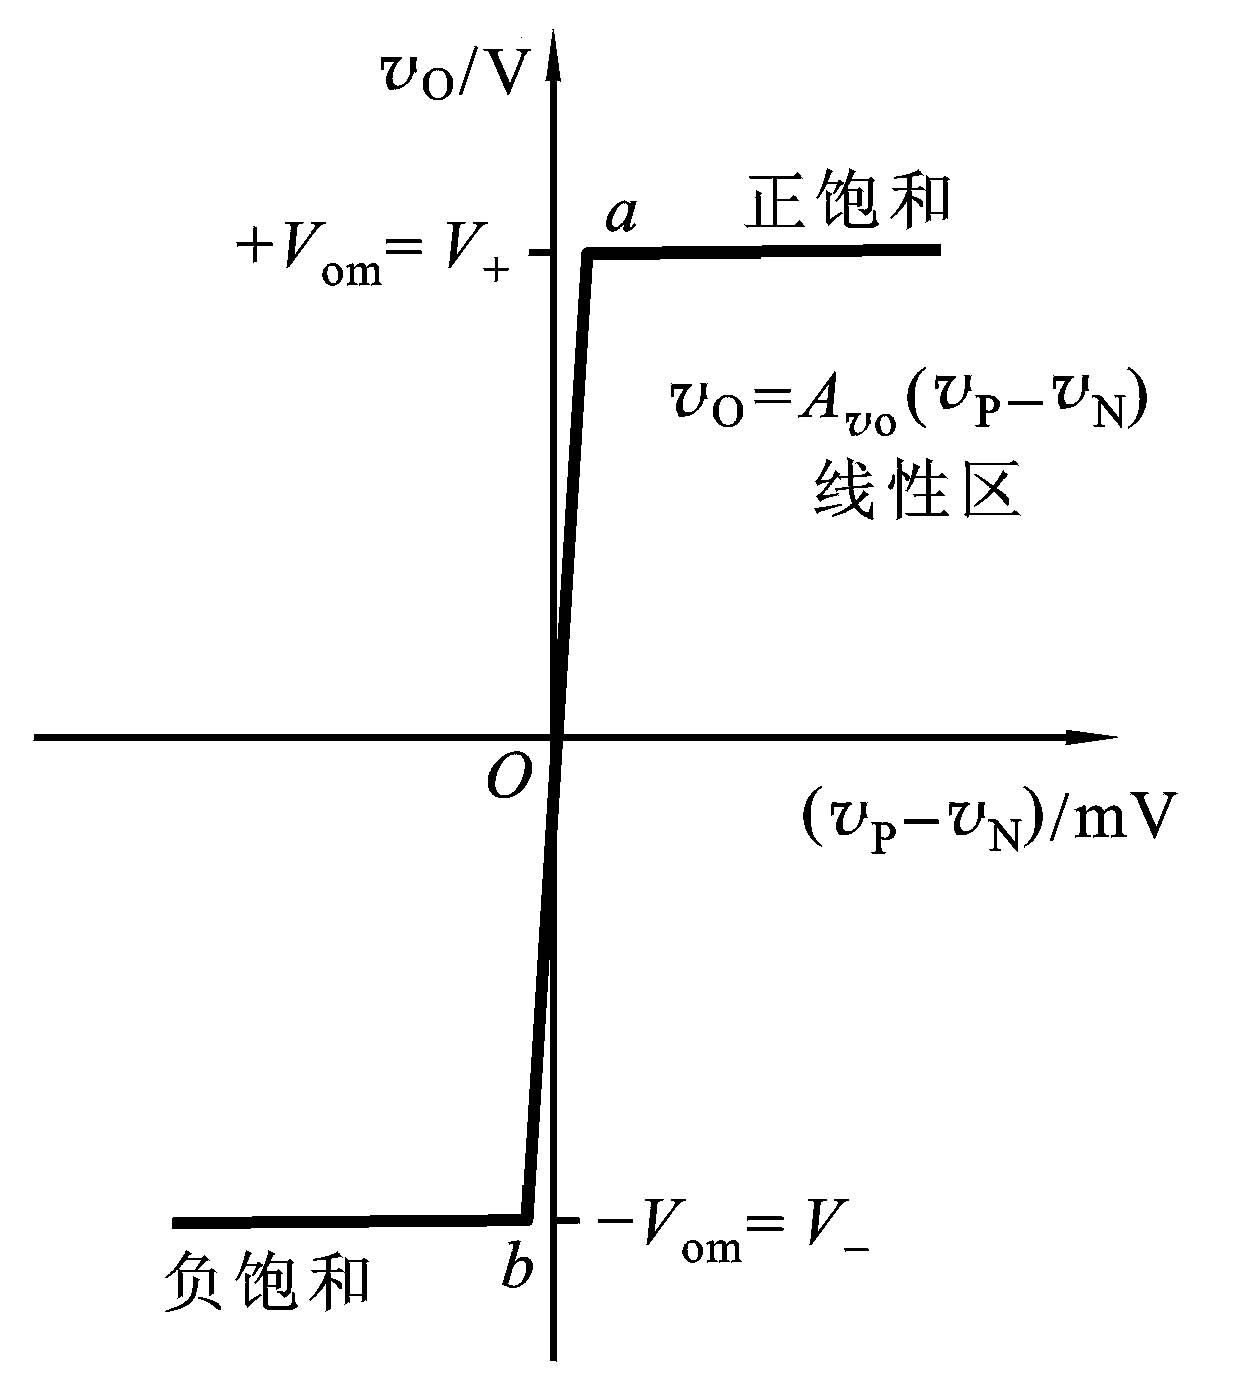 v_O/V
a
正饱和
+V_om = V_+
v_O = A_vo(v_P − v_N)
线性区
O
(v_P − v_N)/mV
−V_om = V_−
b
负饱和